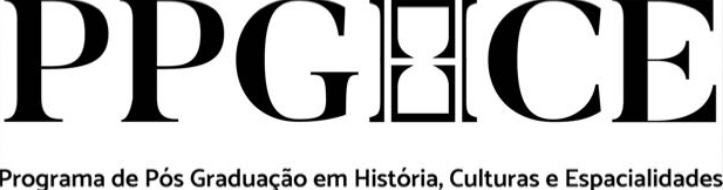 PPGHCE
Programa de Pós Graduação em História, Culturas e Espacialidades